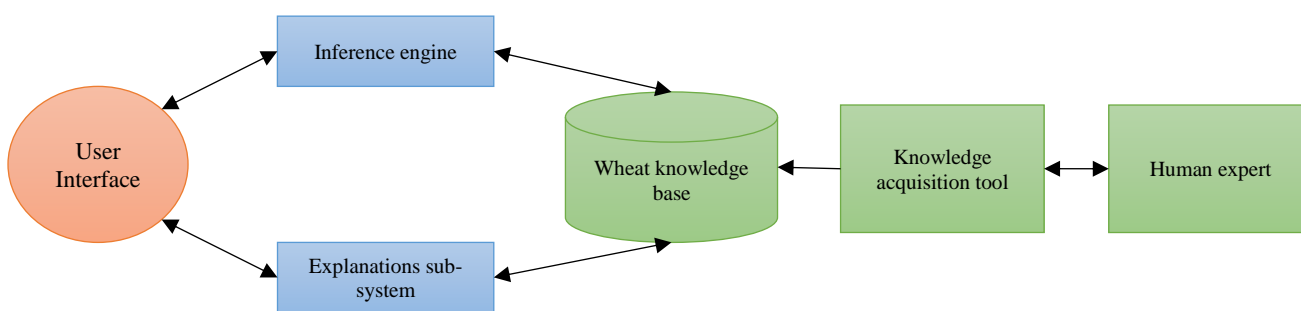 Inference engine
User
Interface
Wheat knowledge
base
Knowledge
acquisition tool
Human expert
Explanations sub-
system